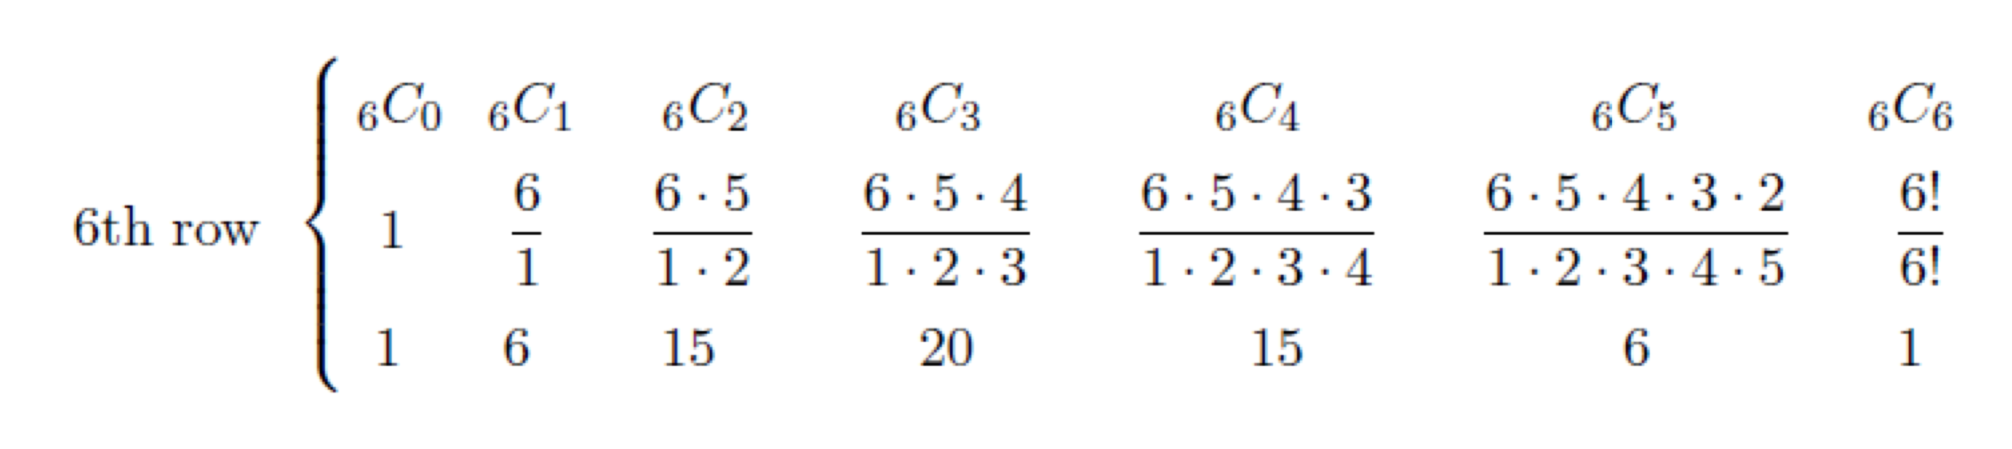 ₆C₀ ₆C₁ ₆C₂ ₆C₃ ₆C₄ ₆C₅ ₆C₆
6th row { 1 6/1 6 · 5/1 · 2 6 · 5 · 4/1 · 2 · 3 6 · 5 · 4 · 3/1 · 2 · 3 · 4 6 · 5 · 4 · 3 · 2/1 · 2 · 3 · 4 · 5 6!/6!
1 6 15 20 15 6 1